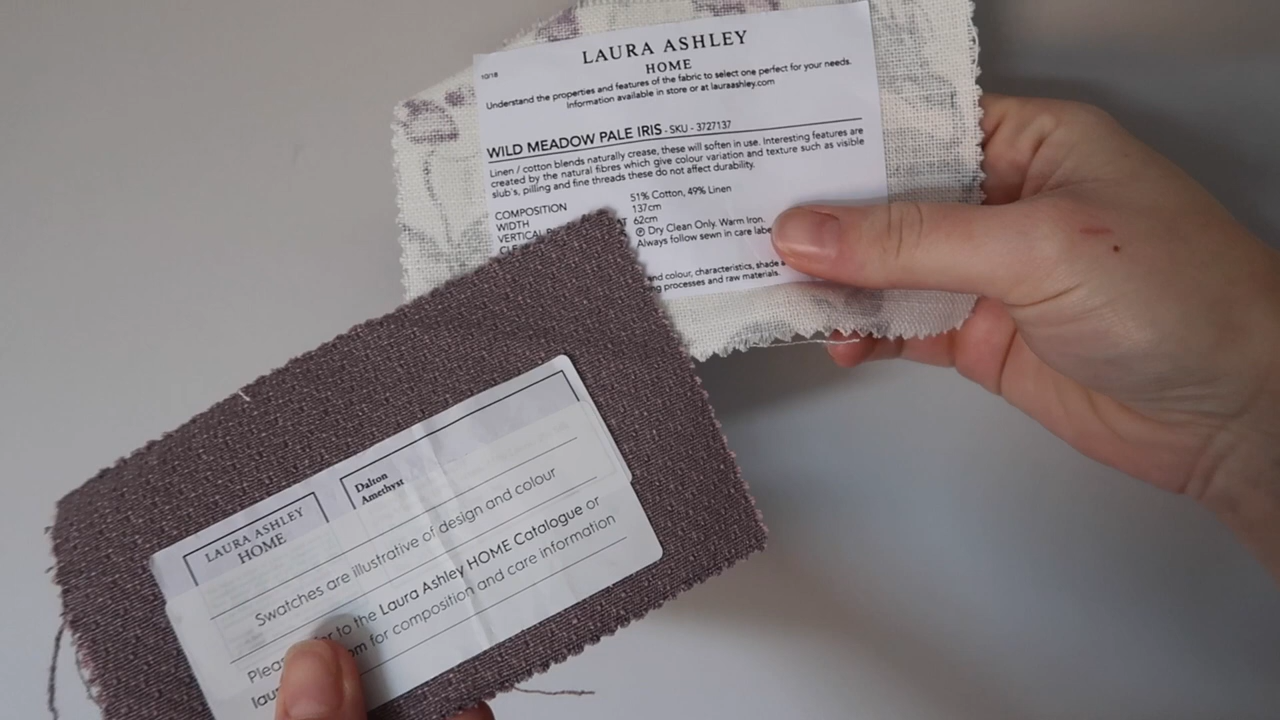 LAURA ASHLEY
HOME
10/18
Understand the properties and features of the fabric to select one perfect for your needs.
Information available in store or at lauraashley.com
WILD MEADOW PALE IRIS - SKU - 3727137
Linen / cotton blends naturally crease, these will soften in use. Interesting features are
created by the natural fibres which give colour variation and texture such as visible
slub's, pilling and fine threads these do not affect durability.
COMPOSITION 51% Cotton, 49% Linen
WIDTH 137cm
VERTICAL 62cm
Ⓟ Dry Clean Only. Warm Iron.
Always follow sewn in care
colour, characteristics, shade
processes and raw materials.
LAURA ASHLEY
HOME
Dalton
Amethyst
Swatches are illustrative of design and colour
to the Laura Ashley HOME Catalogue or
for composition and care information